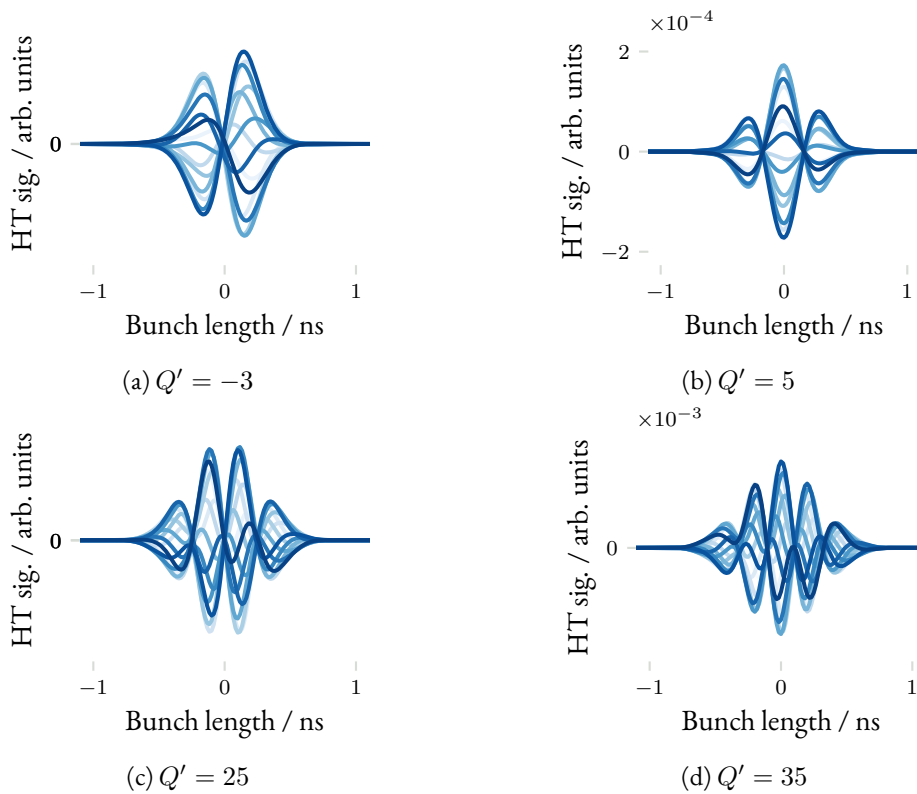 HT sig. / arb. units
0
−1
0
1
Bunch length / ns
(a) Q′ = −3
×10⁻⁴
HT sig. / arb. units
2
0
−2
−1
0
1
Bunch length / ns
(b) Q′ = 5
HT sig. / arb. units
0
−1
0
1
Bunch length / ns
(c) Q′ = 25
×10⁻³
HT sig. / arb. units
0
−1
0
1
Bunch length / ns
(d) Q′ = 35